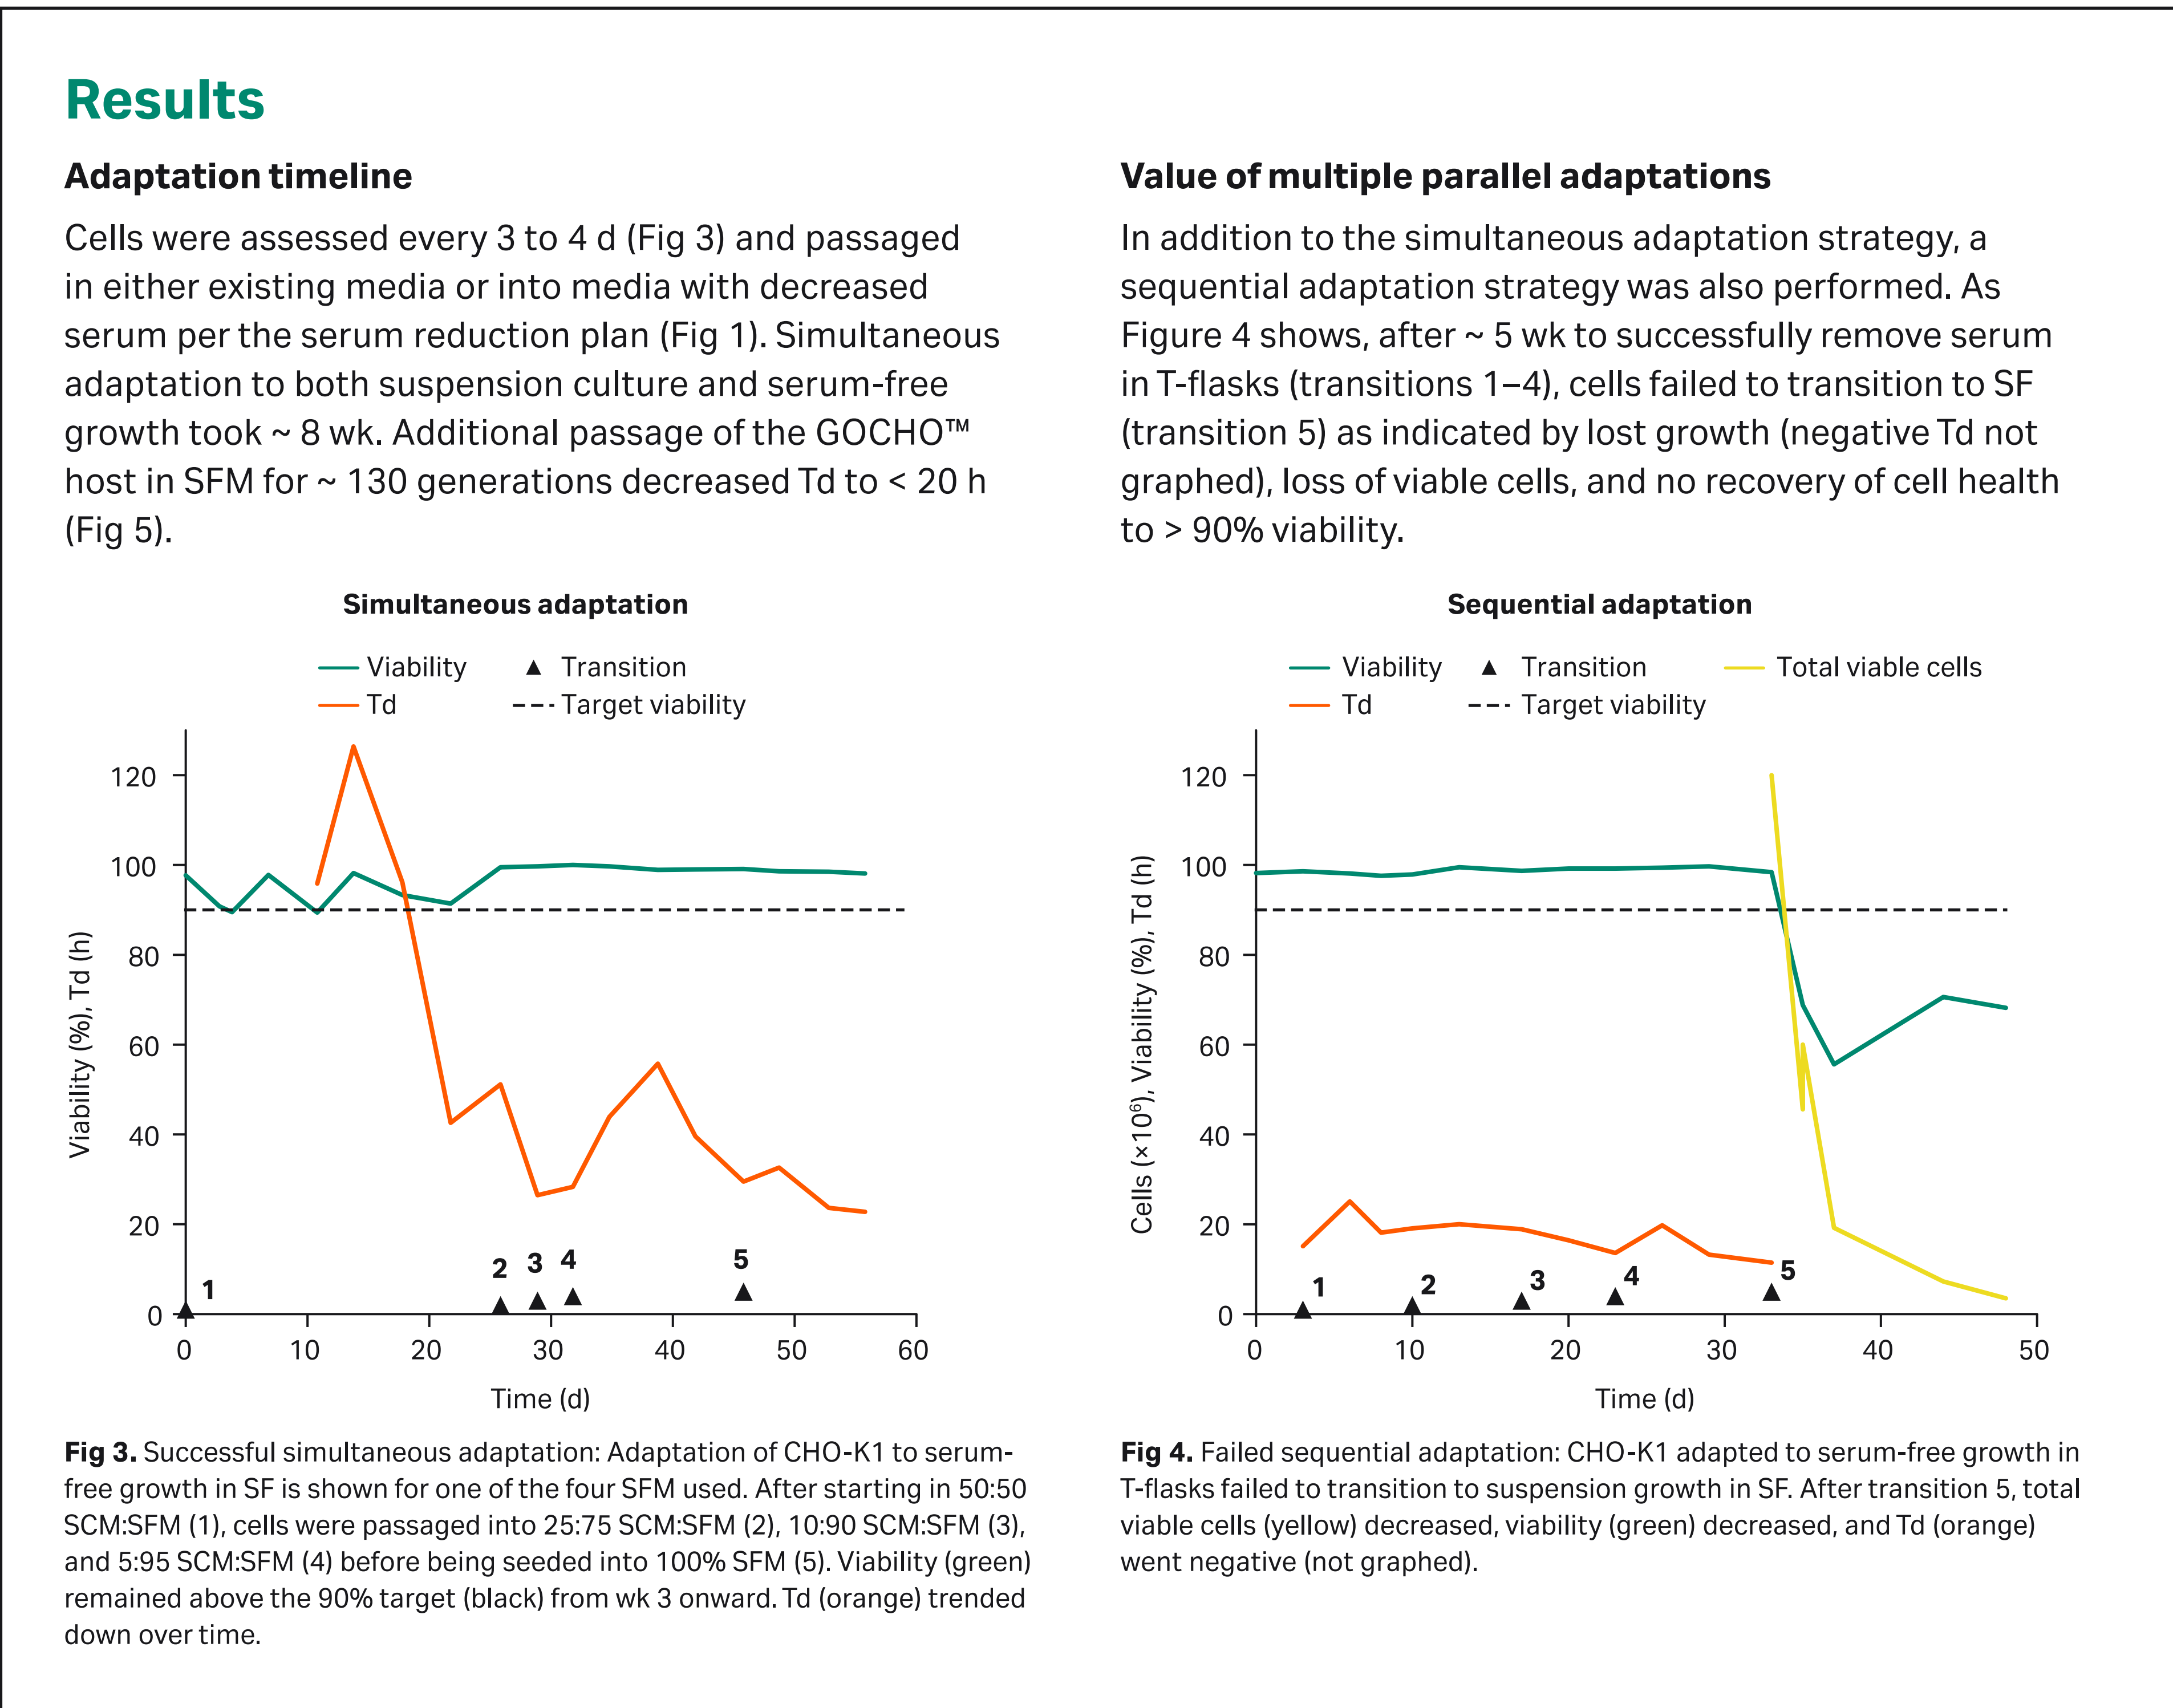 Results
Adaptation timeline
Cells were assessed every 3 to 4 d (Fig 3) and passaged
in either existing media or into media with decreased
serum per the serum reduction plan (Fig 1). Simultaneous
adaptation to both suspension culture and serum-free
growth took ~ 8 wk. Additional passage of the GOCHO™
host in SFM for ~ 130 generations decreased Td to < 20 h
(Fig 5).
Simultaneous adaptation
Viability
Transition
Td
Target viability
Viability (%), Td (h)
120
100
80
60
40
20
0
1
2
3
4
5
0 10 20 30 40 50 60
Time (d)
Fig 3. Successful simultaneous adaptation: Adaptation of CHO-K1 to serum-
free growth in SF is shown for one of the four SFM used. After starting in 50:50
SCM:SFM (1), cells were passaged into 25:75 SCM:SFM (2), 10:90 SCM:SFM (3),
and 5:95 SCM:SFM (4) before being seeded into 100% SFM (5). Viability (green)
remained above the 90% target (black) from wk 3 onward. Td (orange) trended
down over time.
Value of multiple parallel adaptations
In addition to the simultaneous adaptation strategy, a
sequential adaptation strategy was also performed. As
Figure 4 shows, after ~ 5 wk to successfully remove serum
in T-flasks (transitions 1–4), cells failed to transition to SF
(transition 5) as indicated by lost growth (negative Td not
graphed), loss of viable cells, and no recovery of cell health
to > 90% viability.
Sequential adaptation
Viability
Transition
Total viable cells
Td
Target viability
Cells (×10⁶), Viability (%), Td (h)
120
100
80
60
40
20
0
1
2
3
4
5
0 10 20 30 40 50
Time (d)
Fig 4. Failed sequential adaptation: CHO-K1 adapted to serum-free growth in
T-flasks failed to transition to suspension growth in SF. After transition 5, total
viable cells (yellow) decreased, viability (green) decreased, and Td (orange)
went negative (not graphed).